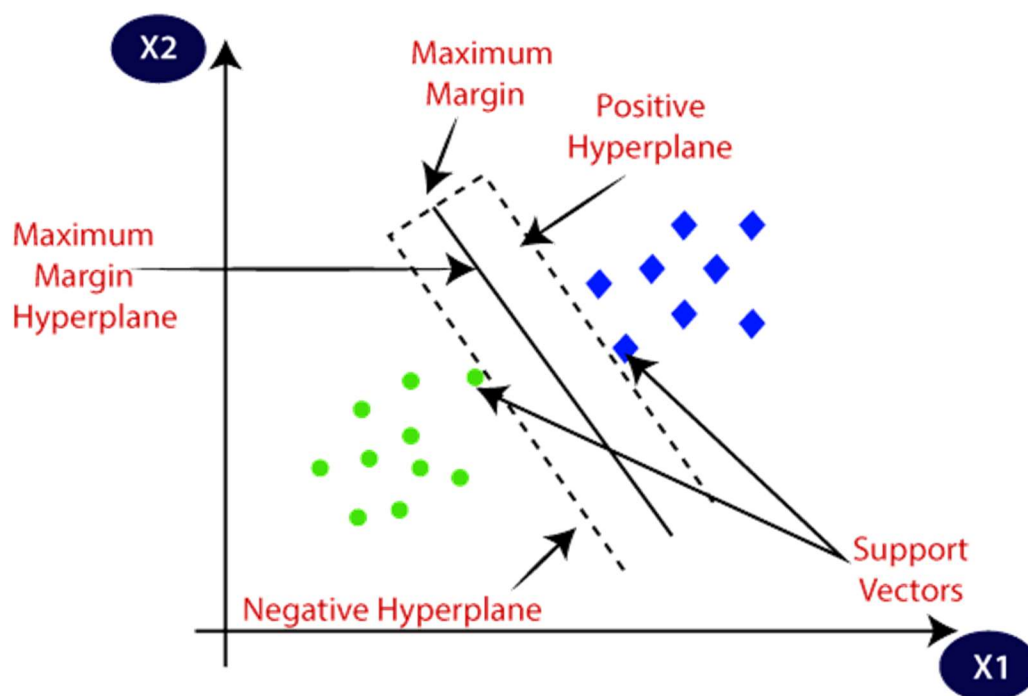 X2
Maximum
Margin
Positive
Hyperplane
Maximum
Margin
Hyperplane
Support
Vectors
Negative Hyperplane
X1